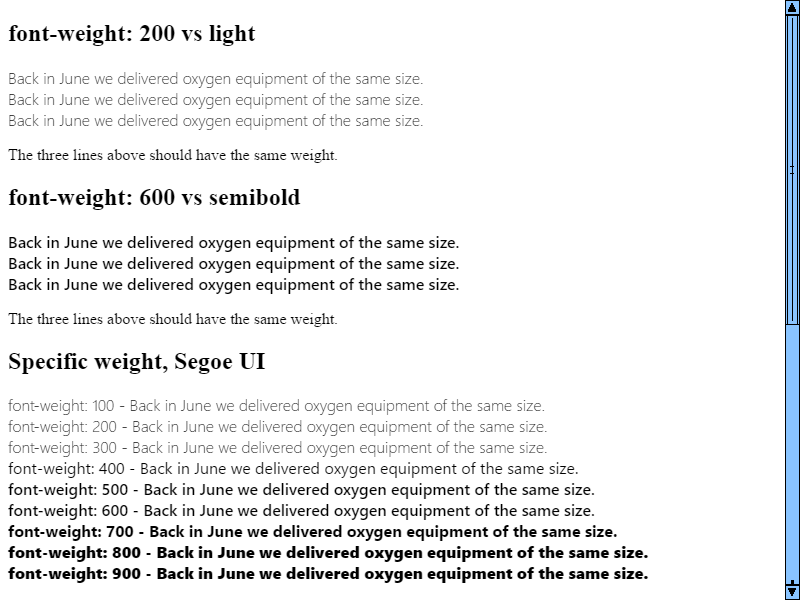 font-weight: 200 vs light
Back in June we delivered oxygen equipment of the same size.
Back in June we delivered oxygen equipment of the same size.
Back in June we delivered oxygen equipment of the same size.
The three lines above should have the same weight.
font-weight: 600 vs semibold
Back in June we delivered oxygen equipment of the same size.
Back in June we delivered oxygen equipment of the same size.
Back in June we delivered oxygen equipment of the same size.
The three lines above should have the same weight.
Specific weight, Segoe UI
font-weight: 100 - Back in June we delivered oxygen equipment of the same size.
font-weight: 200 - Back in June we delivered oxygen equipment of the same size.
font-weight: 300 - Back in June we delivered oxygen equipment of the same size.
font-weight: 400 - Back in June we delivered oxygen equipment of the same size.
font-weight: 500 - Back in June we delivered oxygen equipment of the same size.
font-weight: 600 - Back in June we delivered oxygen equipment of the same size.
font-weight: 700 - Back in June we delivered oxygen equipment of the same size.
font-weight: 800 - Back in June we delivered oxygen equipment of the same size.
font-weight: 900 - Back in June we delivered oxygen equipment of the same size.